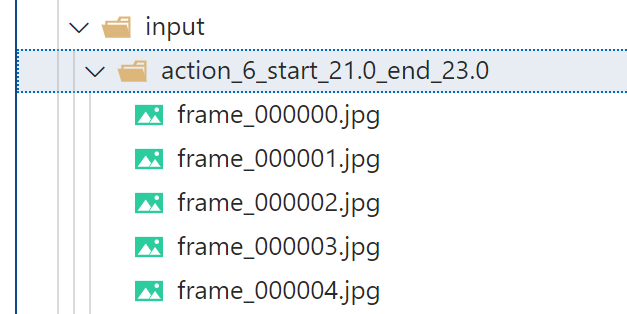 input
action_6_start_21.0_end_23.0
frame_000000.jpg
frame_000001.jpg
frame_000002.jpg
frame_000003.jpg
frame_000004.jpg